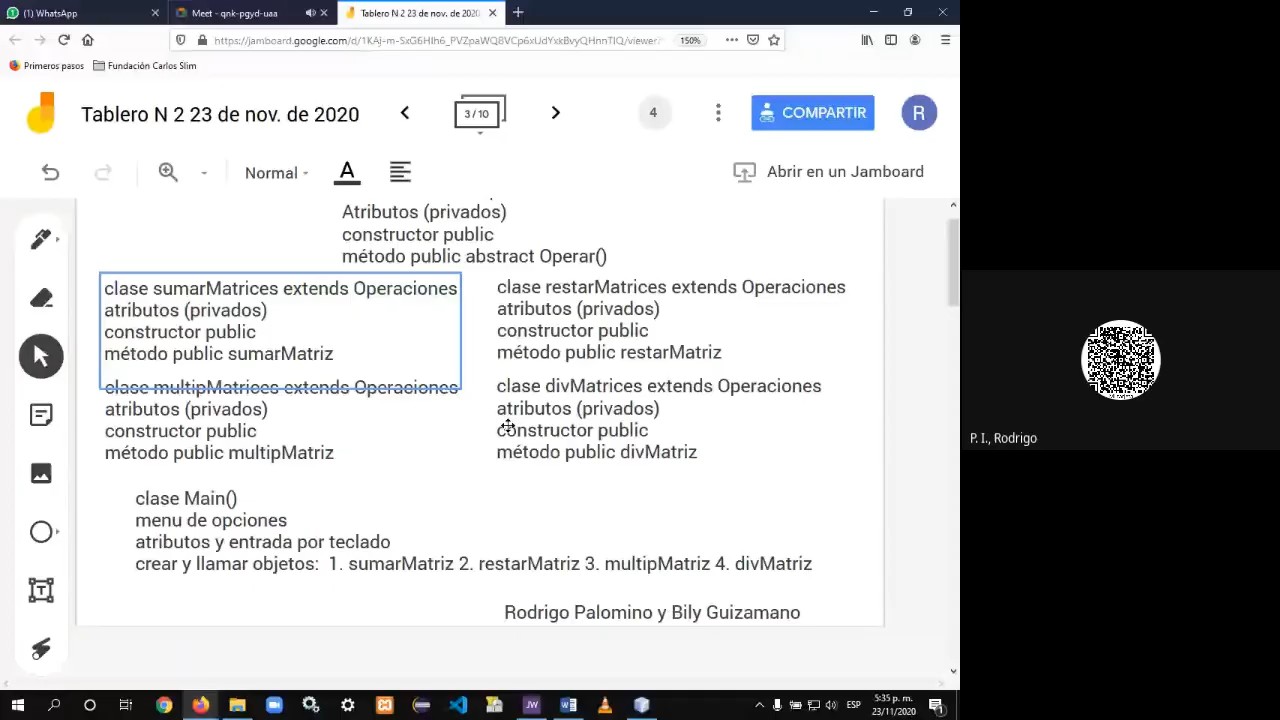 (1) WhatsApp
Meet - qnk-pgyd-uaa
Tablero N 2 23 de nov. de 2020
150%
Primeros pasos
Fundación Carlos Slim
Tablero N 2 23 de nov. de 2020
3 / 10
4
COMPARTIR
R
Normal
A
Abrir en un Jamboard
Atributos (privados)
constructor public
método public abstract Operar()
clase sumarMatrices extends Operaciones
atributos (privados)
constructor public
método public sumarMatriz
clase restarMatrices extends Operaciones
atributos (privados)
constructor public
método public restarMatriz
clase multipMatrices extends Operaciones
atributos (privados)
constructor public
método public multipMatriz
clase divMatrices extends Operaciones
atributos (privados)
constructor public
método public divMatriz
clase Main()
menu de opciones
atributos y entrada por teclado
crear y llamar objetos: 1. sumarMatriz 2. restarMatriz 3. multipMatriz 4. divMatriz
Rodrigo Palomino y Bily Guizamano
P. I., Rodrigo
JW
ESP
5:35 p. m.
23/11/2020